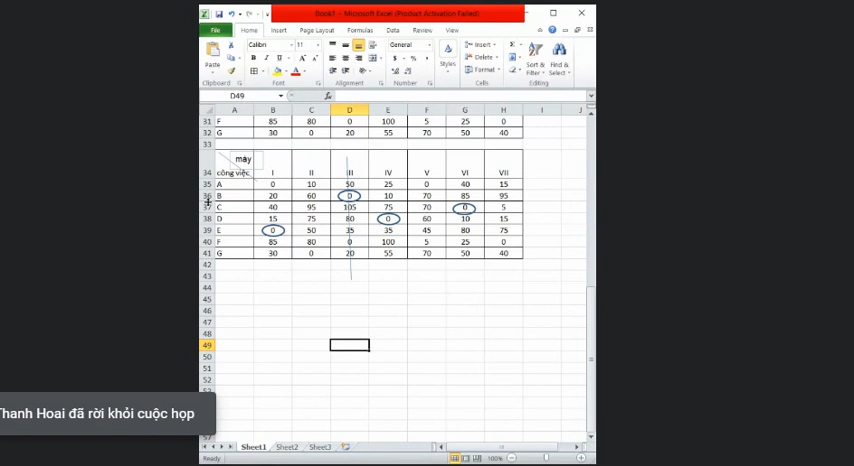 Book1 - Microsoft Excel (Product Activation Failed)
File Home Insert Page Layout Formulas Data Review View
Paste
Clipboard
Calibri 11
B I U
Font
Alignment
General
$ % ,
Number
Styles
Insert
Delete
Format
Cells
Sort & Filter
Find & Select
Editing
D49 fx
A B C D E F G H I J
31 F 85 80 0 100 5 25 0
32 G 30 0 20 55 70 50 40
33
máy
34 công việc I II III IV V VI VII
35 A 0 10 50 25 0 40 15
36 B 20 60 0 10 70 85 95
37 C 40 95 105 75 70 0 5
38 D 15 75 80 0 60 10 15
39 E 0 50 35 35 45 80 75
40 F 85 80 0 100 5 25 0
41 G 30 0 20 55 70 50 40
42
43
44
45
46
47
48
49
50
51
52
53
Thanh Hoai đã rời khỏi cuộc họp
57
Sheet1 Sheet2 Sheet3
Ready 100%